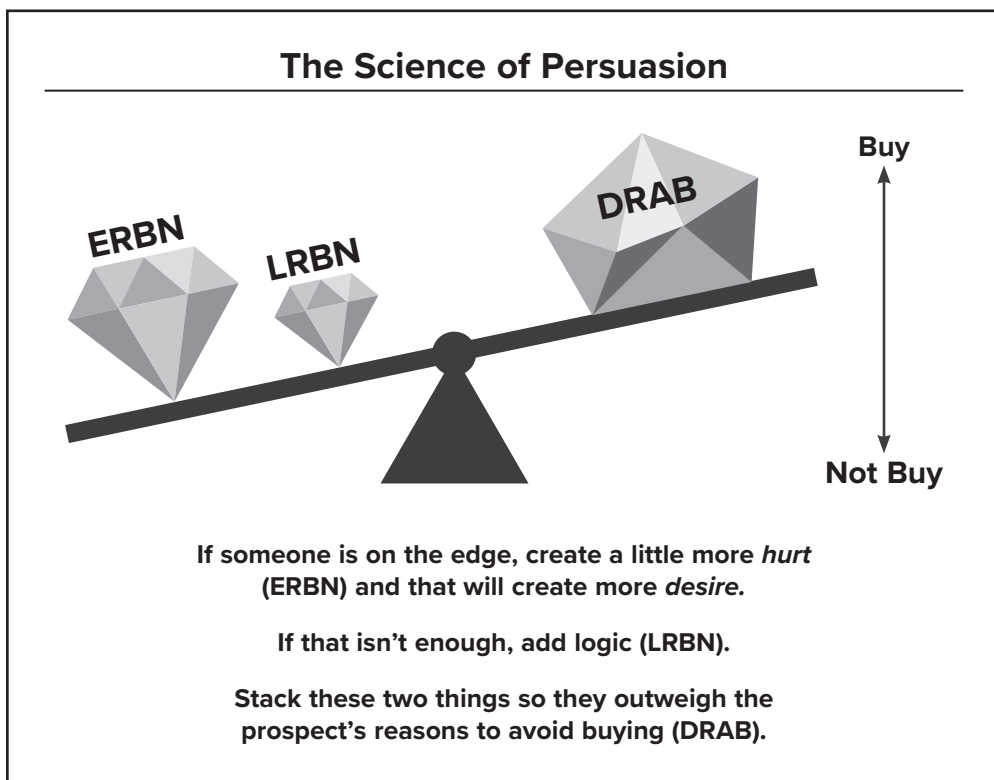 The Science of Persuasion
Buy
DRAB
ERBN
LRBN
Not Buy
If someone is on the edge, create a little more hurt
(ERBN) and that will create more desire.
If that isn’t enough, add logic (LRBN).
Stack these two things so they outweigh the
prospect’s reasons to avoid buying (DRAB).